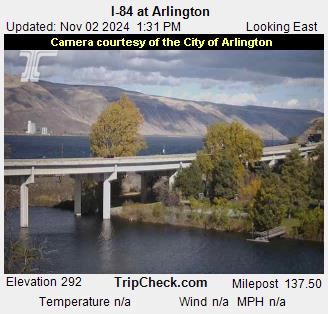 I-84 at Arlington
Updated: Nov 02 2024 1:31 PM Looking East
Camera courtesy of the City of Arlington
Elevation 292 TripCheck.com Milepost 137.50
Temperature n/a Wind n/a MPH n/a